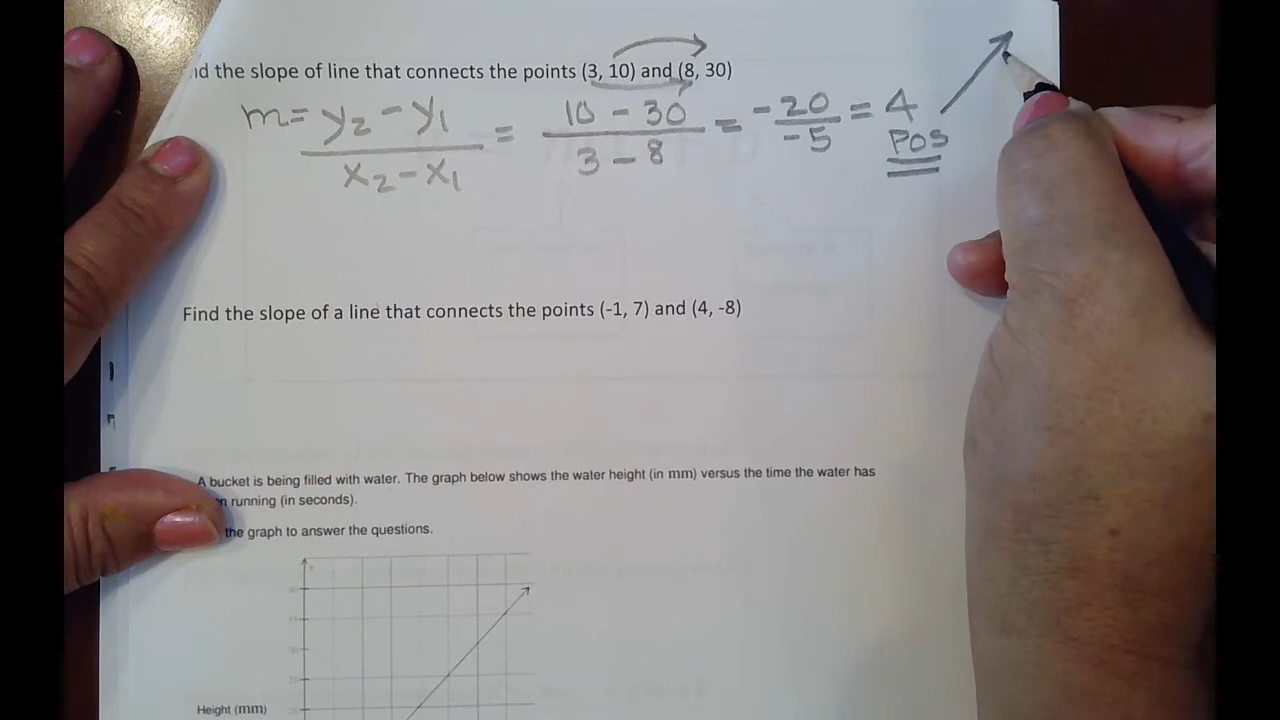 the slope of line that connects the points (3, 10) and (8, 30)
m = y₂ - y₁ / x₂ - x₁ = 10 - 30 / 3 - 8 = -20 / -5 = 4
POS
Find the slope of a line that connects the points (-1, 7) and (4, -8)
A bucket is being filled with water. The graph below shows the water height (in mm) versus the time the water has
running (in seconds).
the graph to answer the questions.
Height (mm)